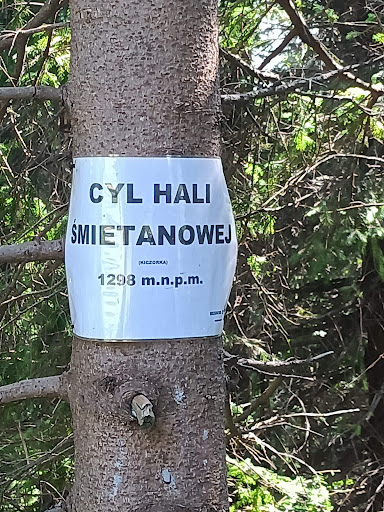 CYL HALI
ŚMIETANOWEJ
(KICZORKA)
1298 m.n.p.m.